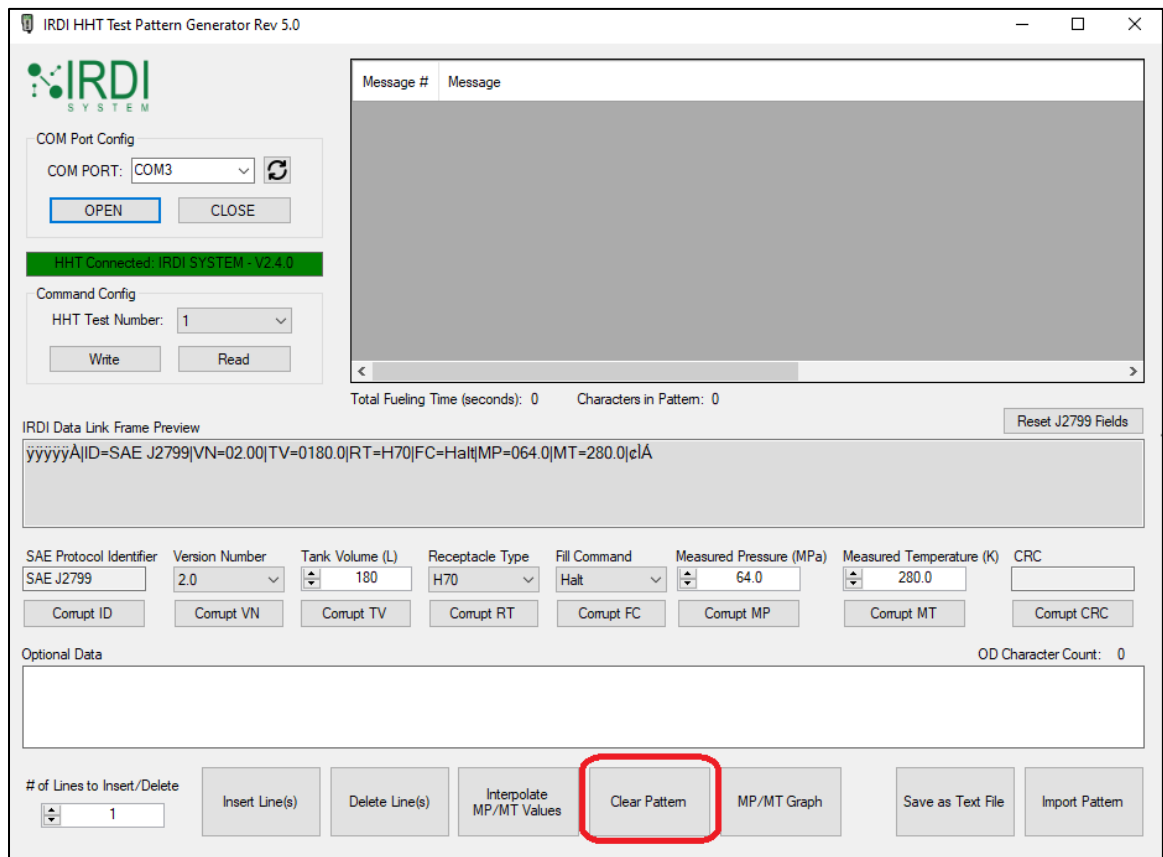 IRDI HHT Test Pattern Generator Rev 5.0
IRDI
SYSTEM
Message # Message
COM Port Config
COM PORT: COM3
OPEN CLOSE
HHT Connected: IRDI SYSTEM - V2.4.0
Command Config
HHT Test Number: 1
Write Read
Total Fueling Time (seconds): 0 Characters in Pattern: 0
Reset J2799 Fields
IRDI Data Link Frame Preview
ÿÿÿÿÿÀ|ID=SAE J2799|VN=02.00|TV=0180.0|RT=H70|FC=Halt|MP=064.0|MT=280.0|¢ÌÁ
SAE Protocol Identifier Version Number Tank Volume (L) Receptacle Type Fill Command Measured Pressure (MPa) Measured Temperature (K) CRC
SAE J2799 2.0 180 H70 Halt 64.0 280.0
Corrupt ID Corrupt VN Corrupt TV Corrupt RT Corrupt FC Corrupt MP Corrupt MT Corrupt CRC
Optional Data OD Character Count: 0
# of Lines to Insert/Delete
1
Insert Line(s) Delete Line(s) Interpolate
MP/MT Values Clear Pattern MP/MT Graph Save as Text File Import Pattern